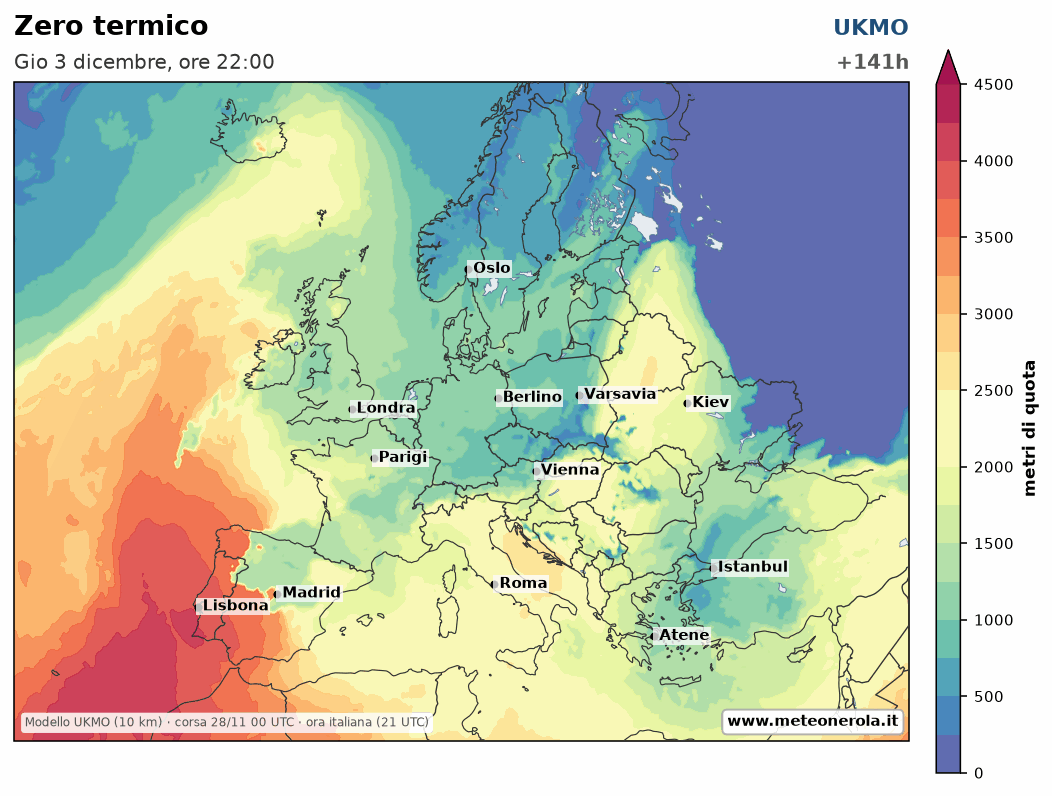 Zero termico
UKMO
Gio 3 dicembre, ore 22:00
+141h
4500
4000
3500
3000
2500
2000
1500
1000
500
0
metri di quota
Oslo
Berlino
Varsavia
Kiev
Londra
Parigi
Vienna
Istanbul
Roma
Madrid
Lisbona
Atene
Modello UKMO (10 km) · corsa 28/11 00 UTC · ora italiana (21 UTC)
www.meteonerola.it